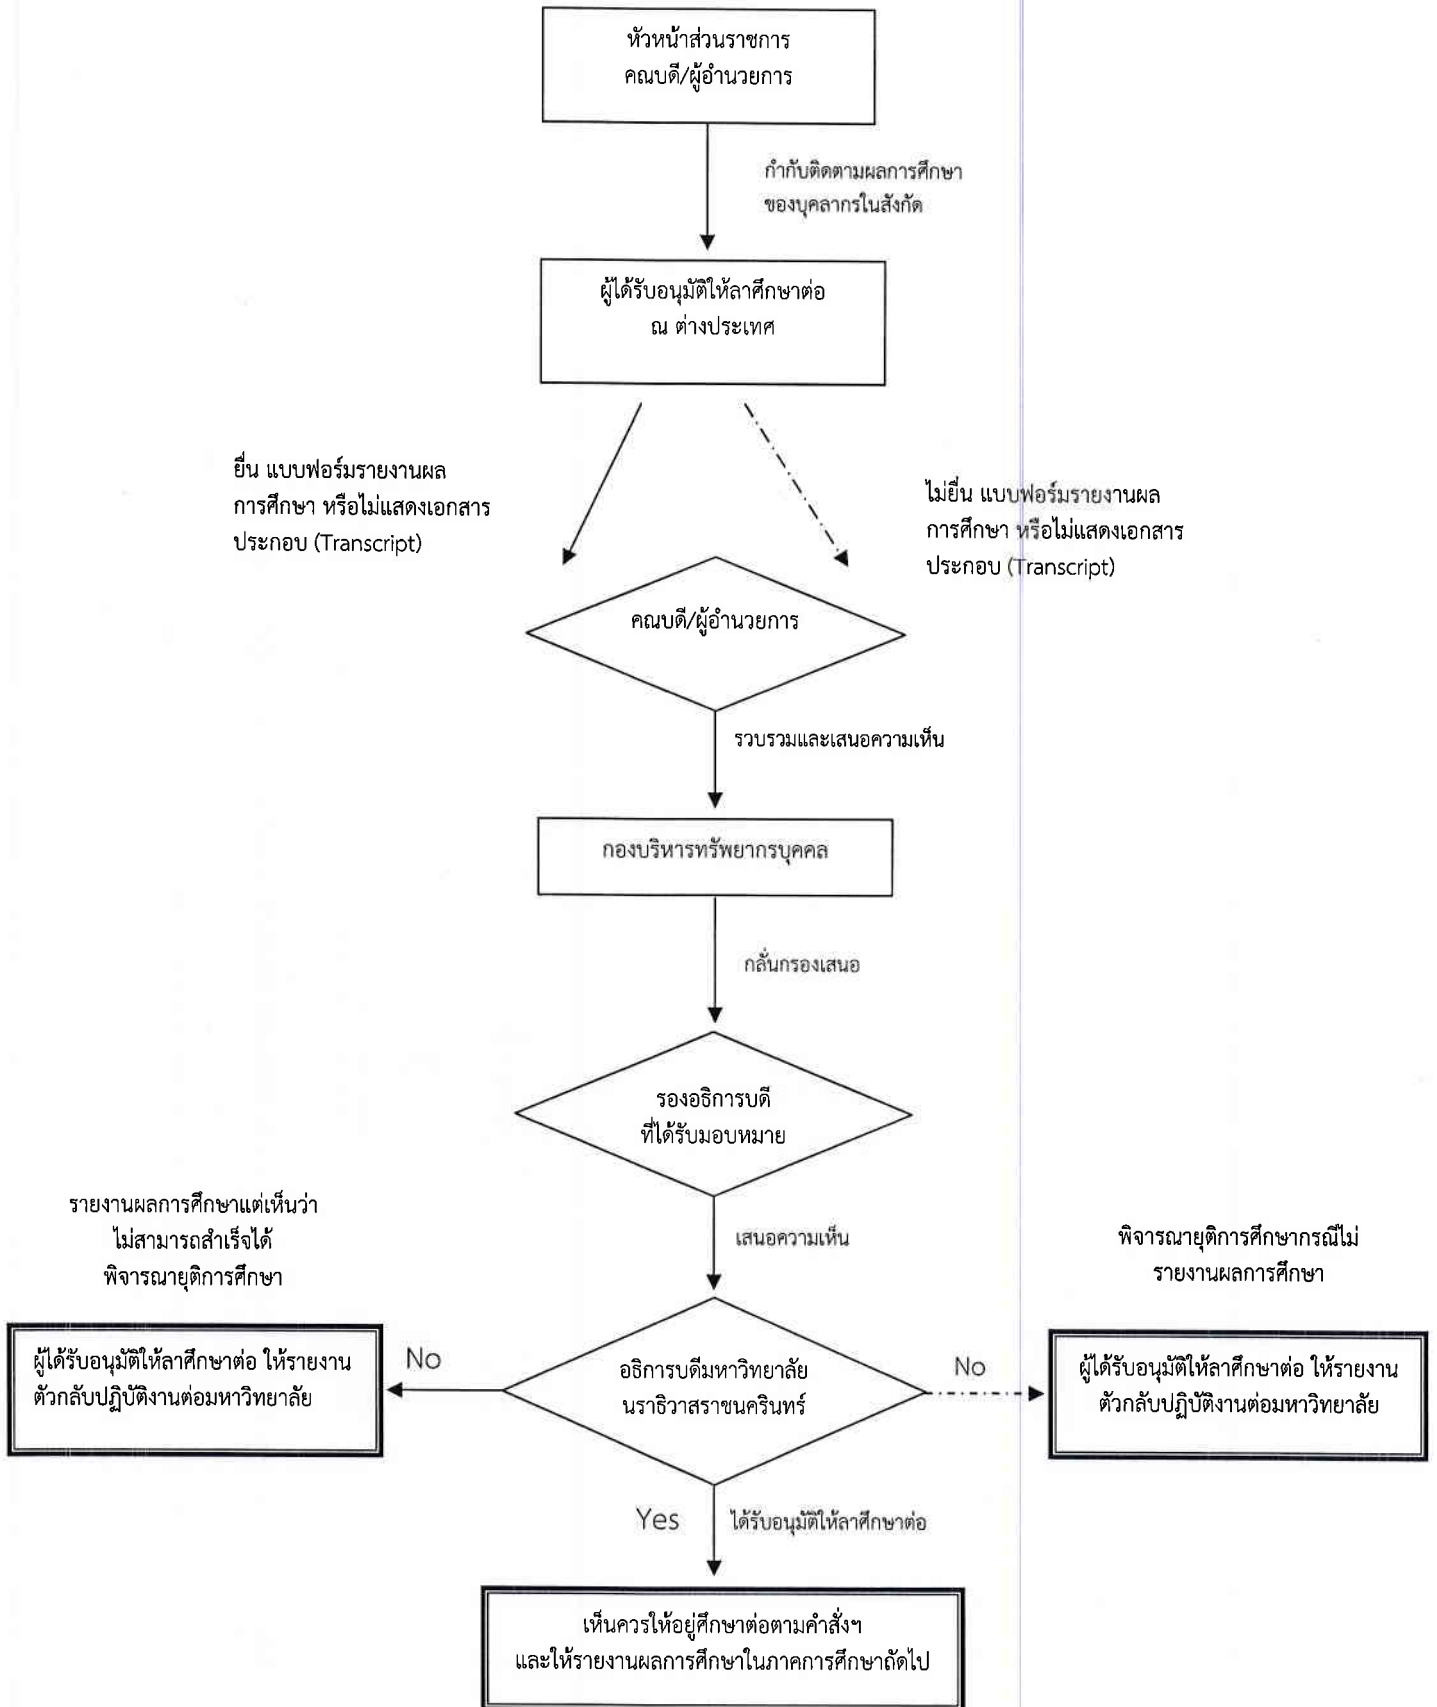 หัวหน้าส่วนราชการ
คณบดี/ผู้อำนวยการ
กำกับติดตามผลการศึกษา
ของบุคลากรในสังกัด
ผู้ได้รับอนุมัติให้ลาศึกษาต่อ
ณ ต่างประเทศ
ยื่น แบบฟอร์มรายงานผล
การศึกษา หรือไม่แสดงเอกสาร
ประกอบ (Transcript)
ไม่ยื่น แบบฟอร์มรายงานผล
การศึกษา หรือไม่แสดงเอกสาร
ประกอบ (Transcript)
คณบดี/ผู้อำนวยการ
รวบรวมและเสนอความเห็น
กองบริหารทรัพยากรบุคคล
กลั่นกรองเสนอ
รองอธิการบดี
ที่ได้รับมอบหมาย
เสนอความเห็น
รายงานผลการศึกษาแต่เห็นว่า
ไม่สามารถสำเร็จได้
พิจารณายุติการศึกษา
พิจารณายุติการศึกษากรณีไม่
รายงานผลการศึกษา
ผู้ได้รับอนุมัติให้ลาศึกษาต่อ ให้รายงาน
ตัวกลับปฏิบัติงานต่อมหาวิทยาลัย
No
อธิการบดีมหาวิทยาลัย
นราธิวาสราชนครินทร์
No
ผู้ได้รับอนุมัติให้ลาศึกษาต่อ ให้รายงาน
ตัวกลับปฏิบัติงานต่อมหาวิทยาลัย
Yes
ได้รับอนุมัติให้ลาศึกษาต่อ
เห็นควรให้อยู่ศึกษาต่อตามคำสั่งฯ
และให้รายงานผลการศึกษาในภาคการศึกษาถัดไป